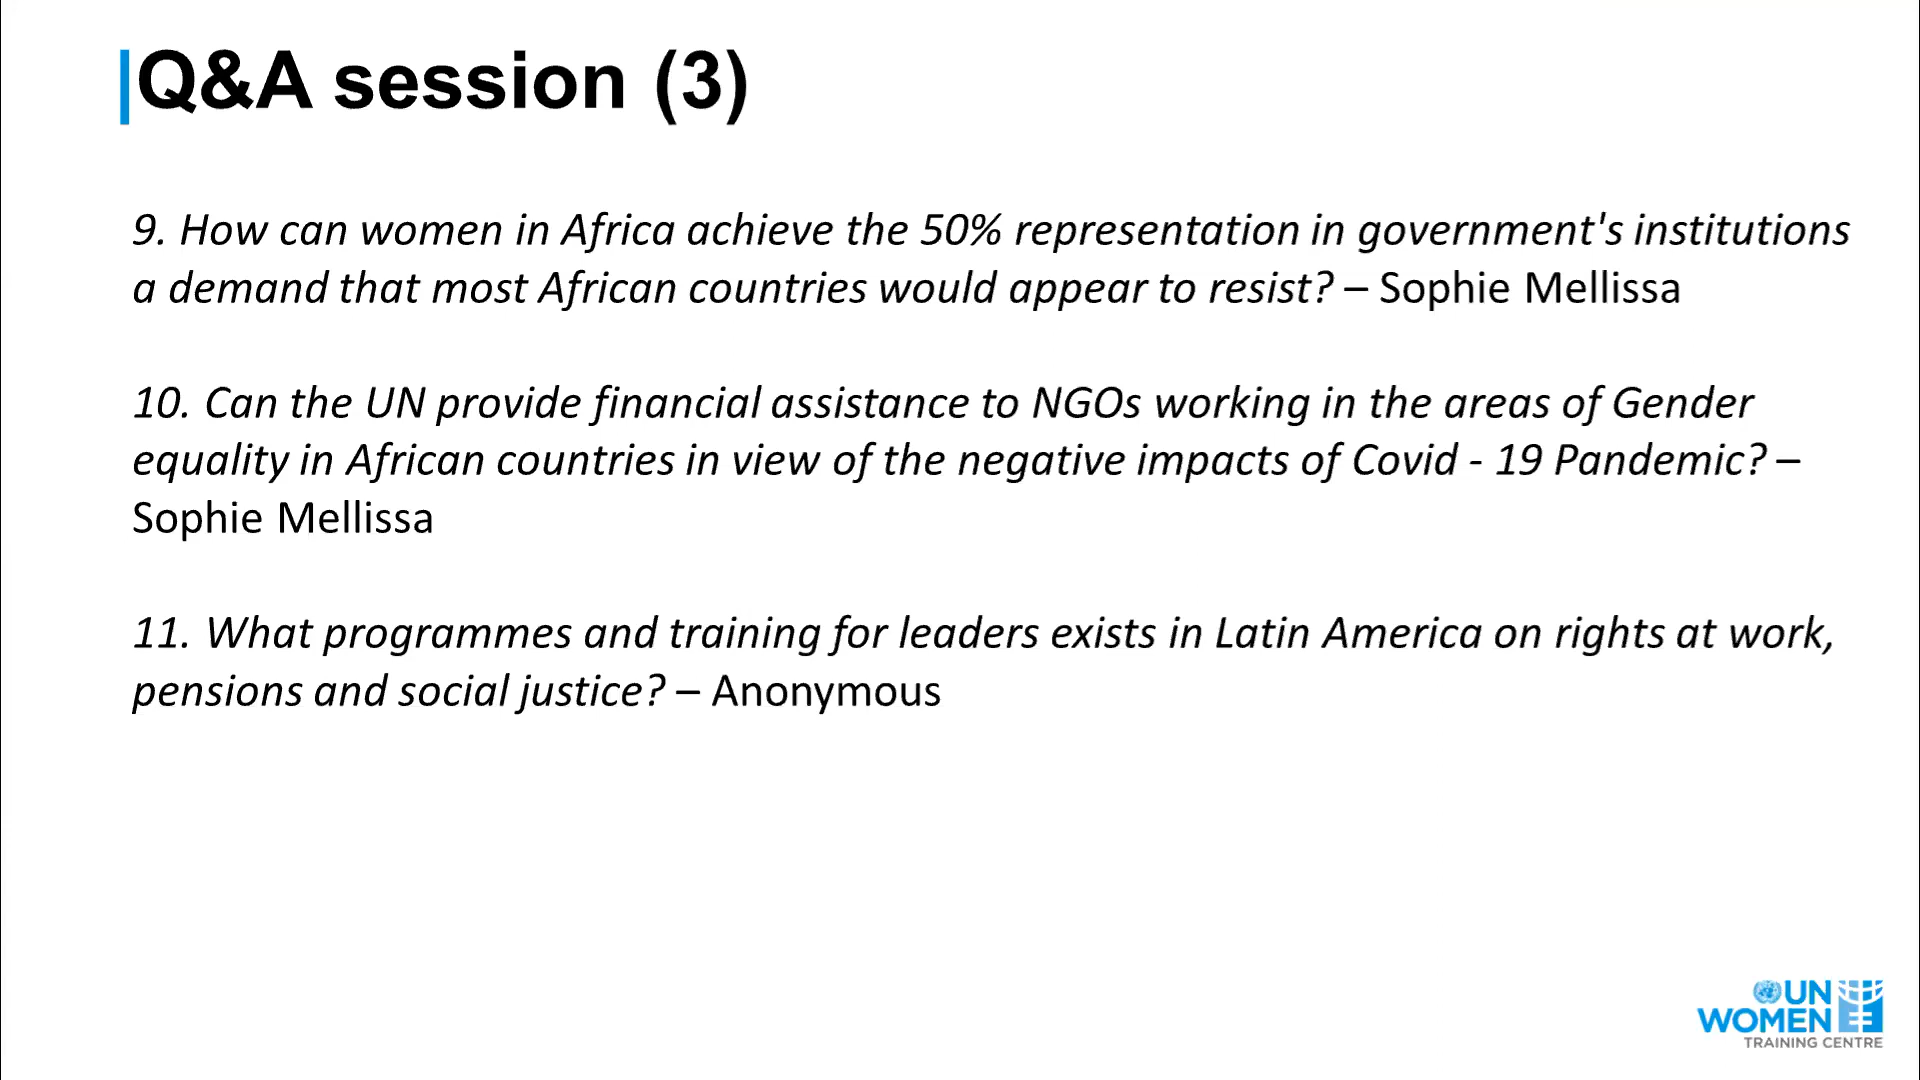 Q&A session (3)
9. How can women in Africa achieve the 50% representation in government's institutions
a demand that most African countries would appear to resist? – Sophie Mellissa
10. Can the UN provide financial assistance to NGOs working in the areas of Gender
equality in African countries in view of the negative impacts of Covid - 19 Pandemic? –
Sophie Mellissa
11. What programmes and training for leaders exists in Latin America on rights at work,
pensions and social justice? – Anonymous
UN
WOMEN
TRAINING CENTRE